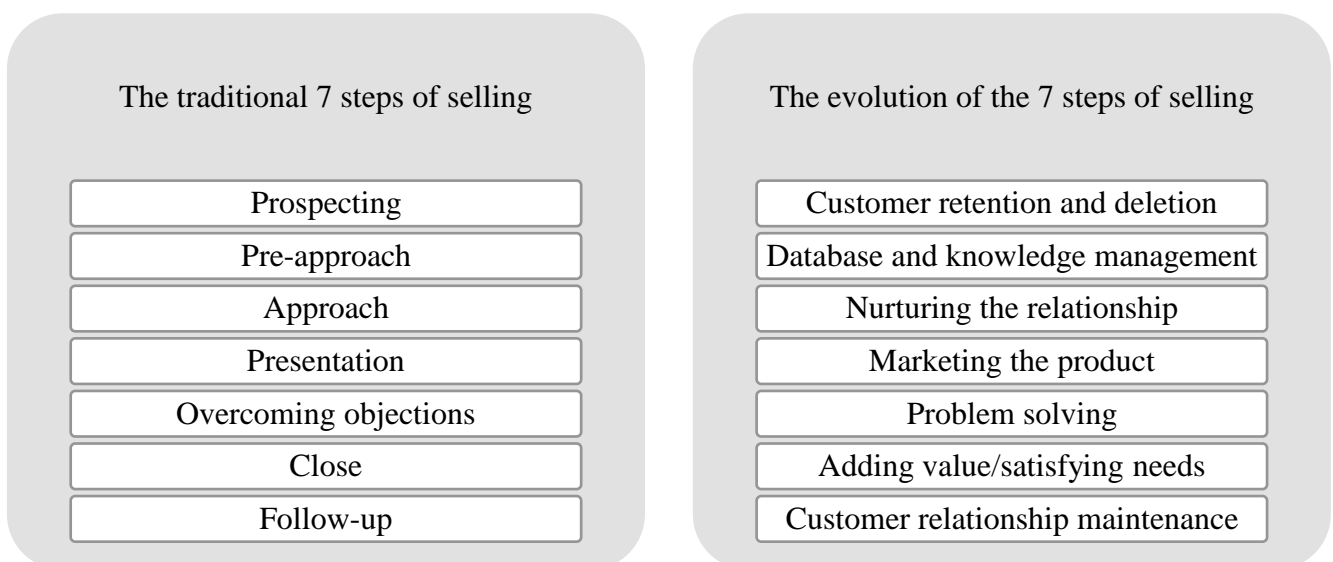 The traditional 7 steps of selling
Prospecting
Pre-approach
Approach
Presentation
Overcoming objections
Close
Follow-up
The evolution of the 7 steps of selling
Customer retention and deletion
Database and knowledge management
Nurturing the relationship
Marketing the product
Problem solving
Adding value/satisfying needs
Customer relationship maintenance